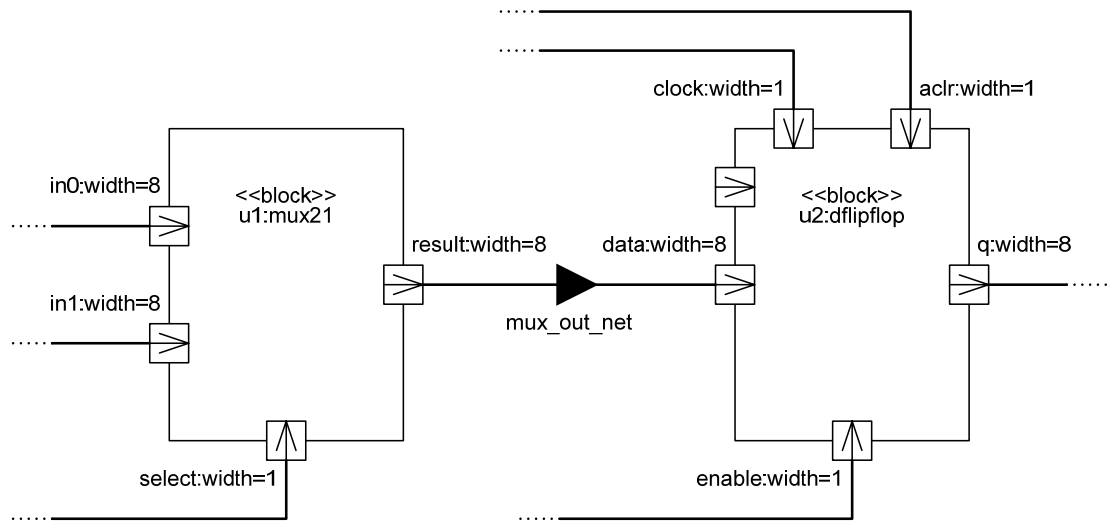 clock:width=1
aclr:width=1
in0:width=8
<<block>>
u1:mux21
<<block>>
u2:dflipflop
result:width=8
data:width=8
q:width=8
in1:width=8
mux_out_net
select:width=1
enable:width=1